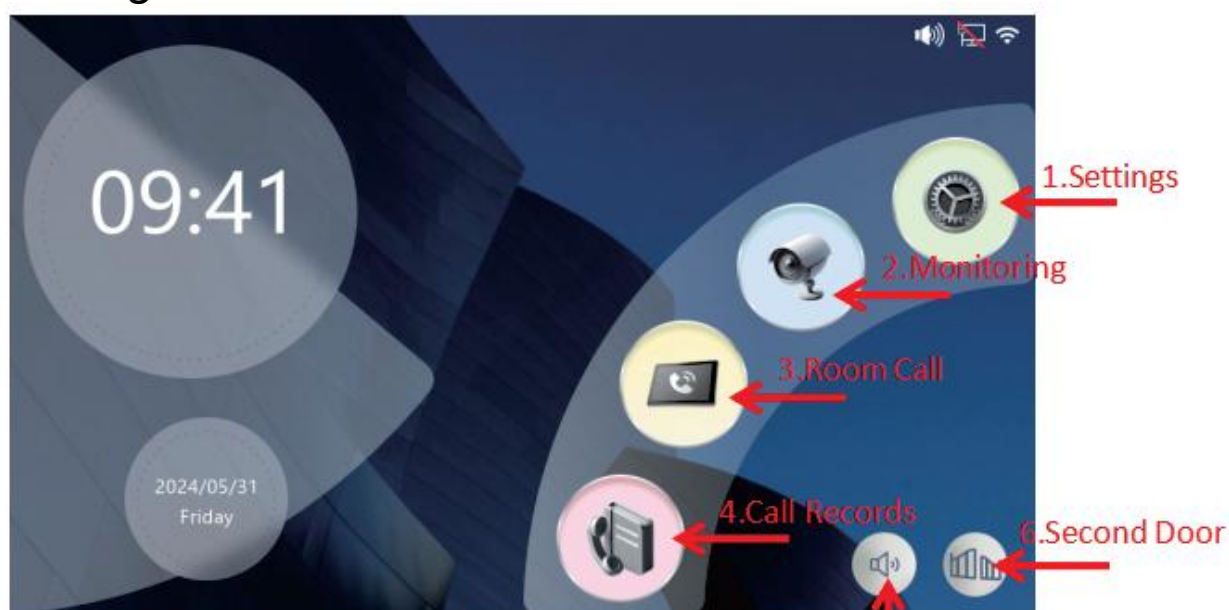 09:41
1.Settings
2.Monitoring
3.Room Call
2024/05/31
Friday
4.Call Records
6.Second Door